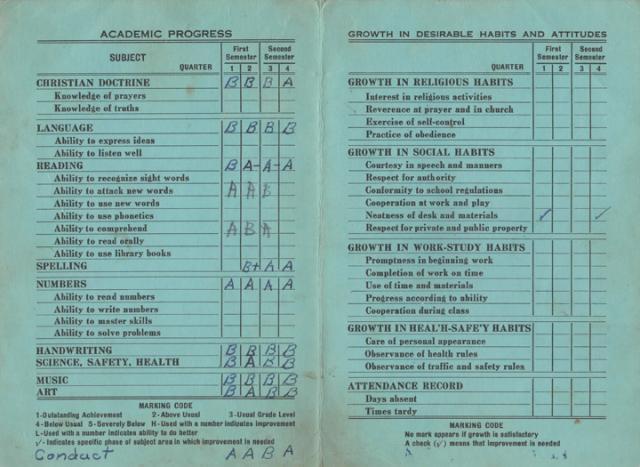 ACADEMIC PROGRESS
SUBJECT
First Semester
Second Semester
QUARTER 1 2 3 4
CHRISTIAN DOCTRINE B B B A
Knowledge of prayers
Knowledge of truths
LANGUAGE B B B B
Ability to express ideas
Ability to listen well
READING B A- A- A
Ability to recognize sight words
Ability to attack new words A A B
Ability to use new words
Ability to use phonetics
Ability to comprehend A B A
Ability to read orally
Ability to use library books
SPELLING B+ A A
NUMBERS A A A A
Ability to read numbers
Ability to write numbers
Ability to master skills
Ability to solve problems
HANDWRITING B B B B
SCIENCE, SAFETY, HEALTH B A B B
MUSIC B B B B
ART B A B B
MARKING CODE
1-Outstanding Achievement 2-Above Usual 3-Usual Grade Level
4-Below Usual 5-Severely Below H-Used with a number indicates improvement
L-Used with a number indicates ability to do better
√-Indicates specific phase of subject area in which improvement is needed
Conduct A A B A
GROWTH IN DESIRABLE HABITS AND ATTITUDES
First Semester
Second Semester
QUARTER 1 2 3 4
GROWTH IN RELIGIOUS HABITS
Interest in religious activities
Reverence at prayer and in church
Exercise of self-control
Practice of obedience
GROWTH IN SOCIAL HABITS
Courtesy in speech and manners
Respect for authority
Conformity to school regulations
Cooperation at work and play
Neatness of desk and materials √ √
Respect for private and public property
GROWTH IN WORK-STUDY HABITS
Promptness in beginning work
Completion of work on time
Use of time and materials
Progress according to ability
Cooperation during class
GROWTH IN HEAL'H-SAFE'Y HABITS
Care of personal appearance
Observance of health rules
Observance of traffic and safety rules
ATTENDANCE RECORD
Days absent
Times tardy
MARKING CODE
No mark appears if growth is satisfactory
A check (√) means that improvement is needed